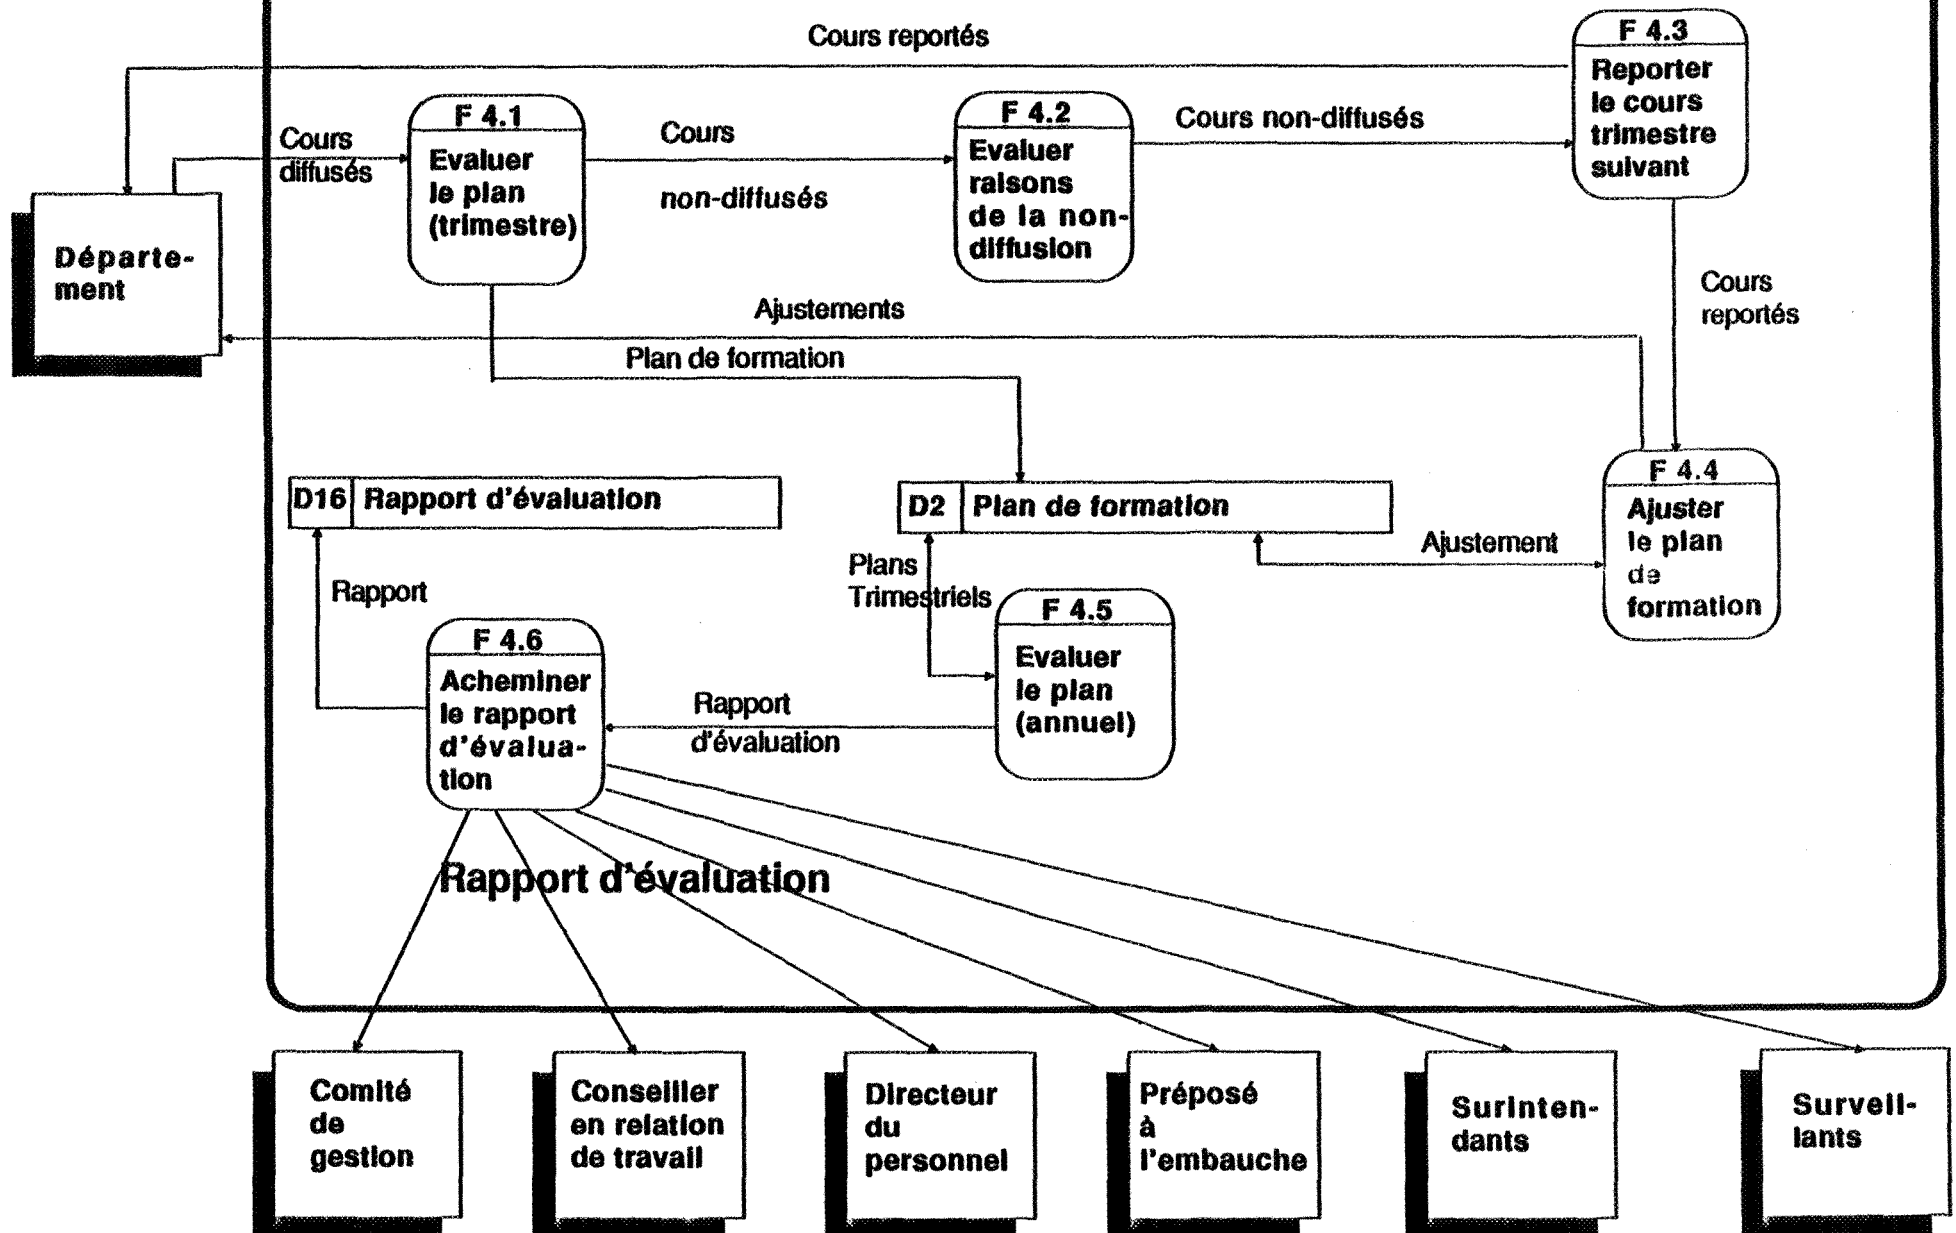 Cours reportés
F 4.3
Reporter
le cours
trimestre
suivant
F 4.1
Evaluer
le plan
(trimestre)
F 4.2
Evaluer
raisons
de la non-
diffusion
Cours
diffusés
Cours
non-diffusés
Cours non-diffusés
Départe-
ment
Cours
reportés
Ajustements
Plan de formation
D16 Rapport d'évaluation
D2 Plan de formation
F 4.4
Ajuster
le plan
de
formation
Ajustement
Plans
Trimestriels
Rapport
F 4.5
Evaluer
le plan
(annuel)
F 4.6
Acheminer
le rapport
d'évalua-
tion
Rapport
d'évaluation
Rapport d'évaluation
Comité
de
gestion
Conseiller
en relation
de travail
Directeur
du
personnel
Préposé
à
l'embauche
Surinten-
dants
Surveil-
lants